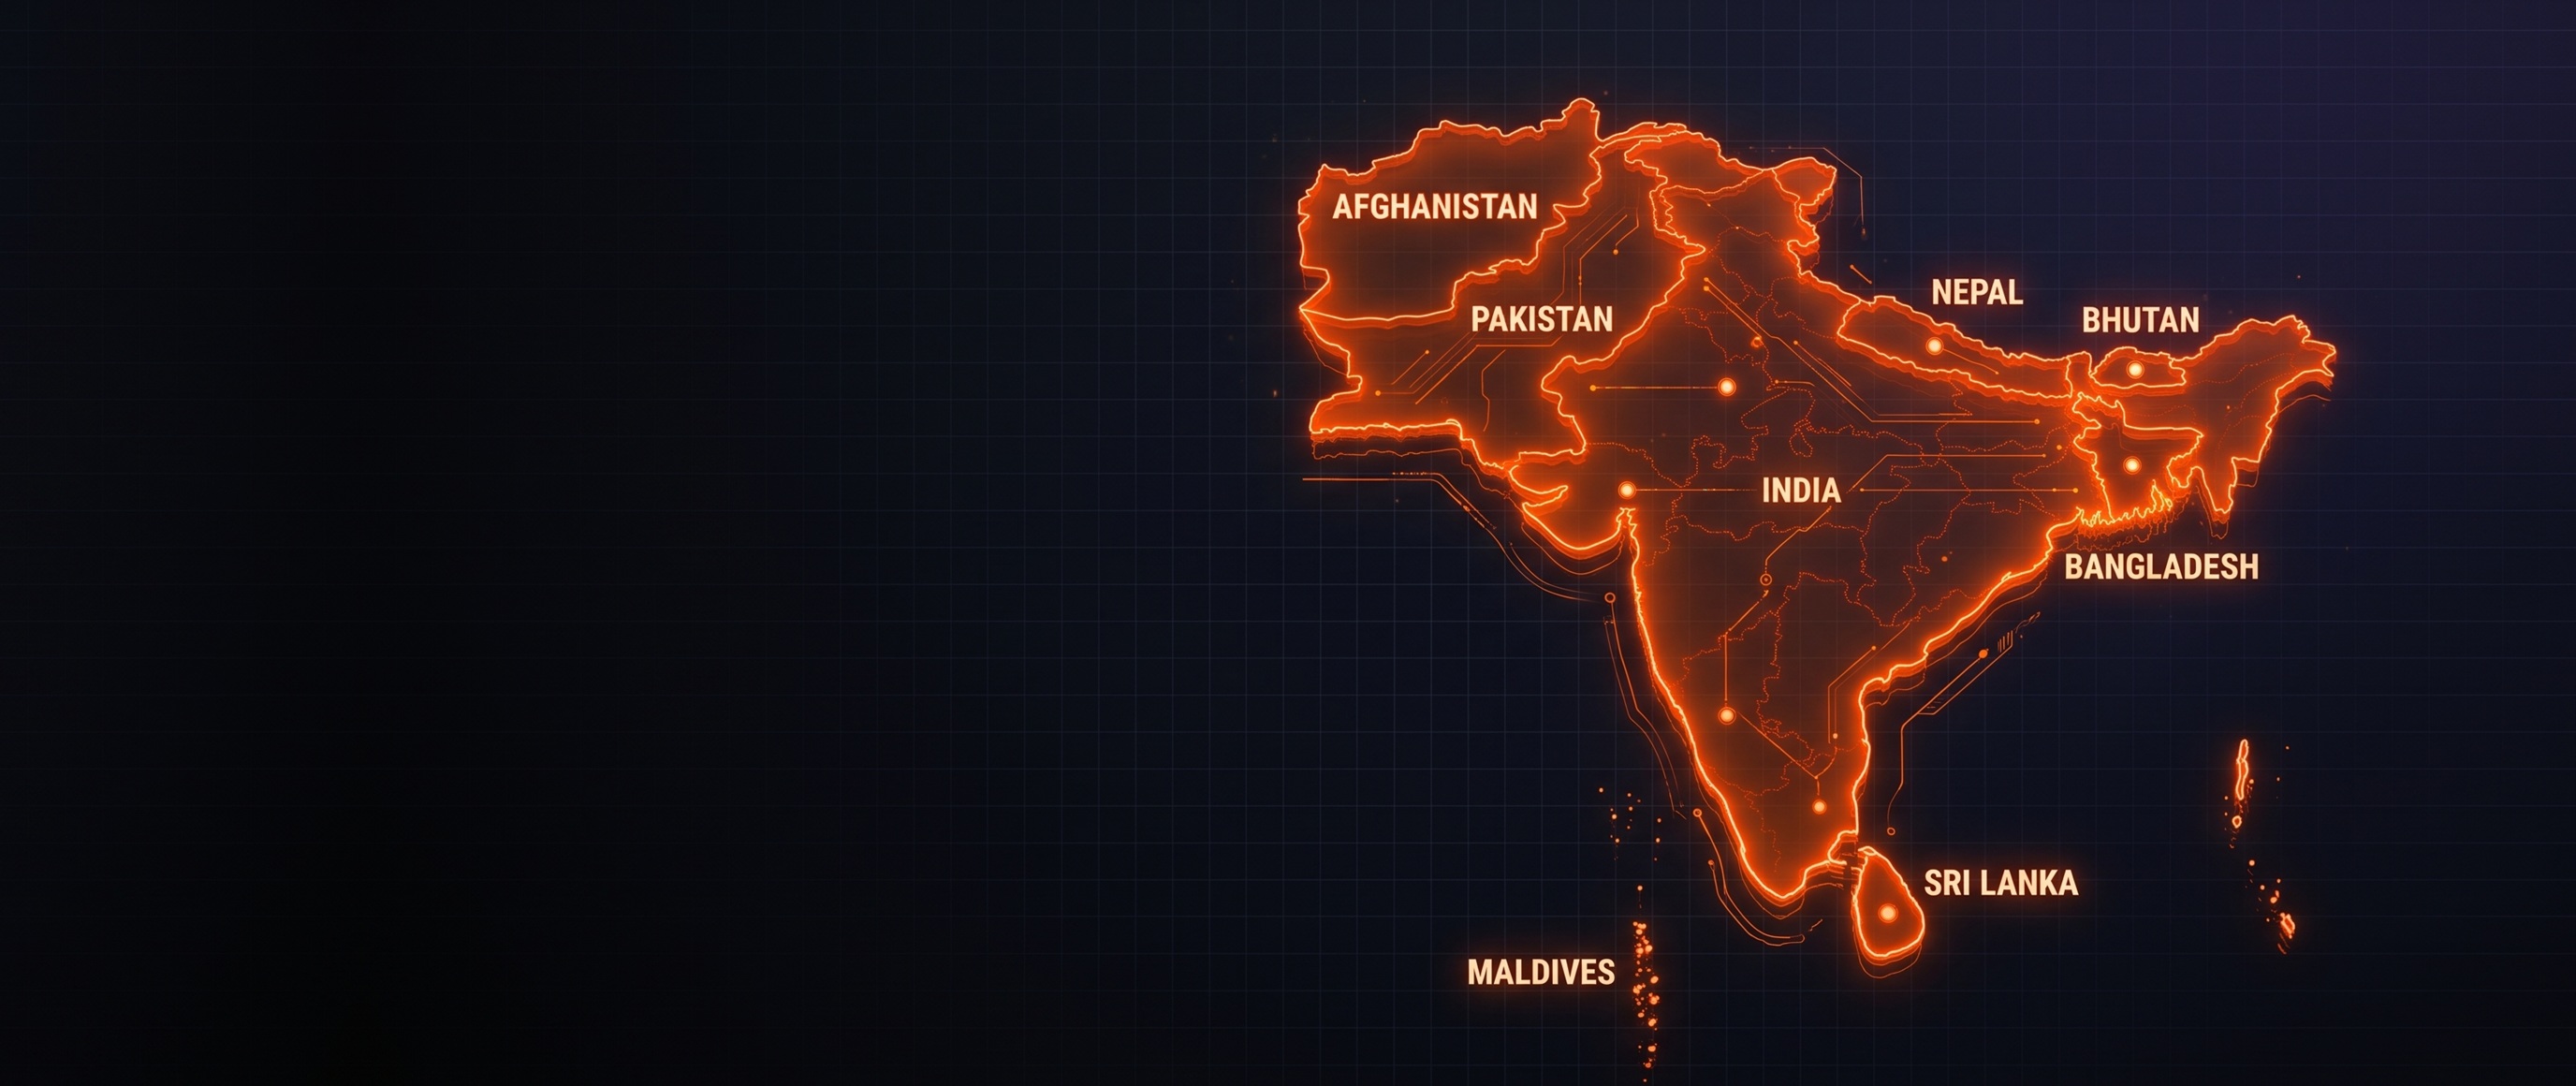 AFGHANISTAN
NEPAL
PAKISTAN
BHUTAN
INDIA
BANGLADESH
SRI LANKA
MALDIVES